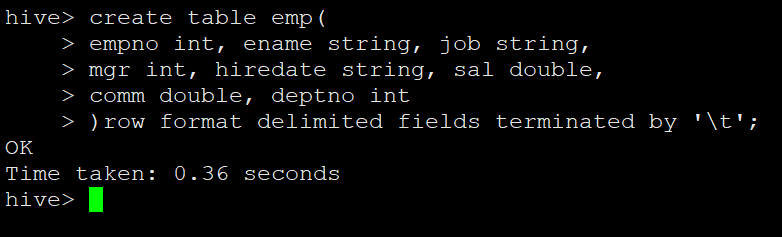 hive> create table emp(
    > empno int, ename string, job string,
    > mgr int, hiredate string, sal double,
    > comm double, deptno int
    > )row format delimited fields terminated by '\t';
OK
Time taken: 0.36 seconds
hive>